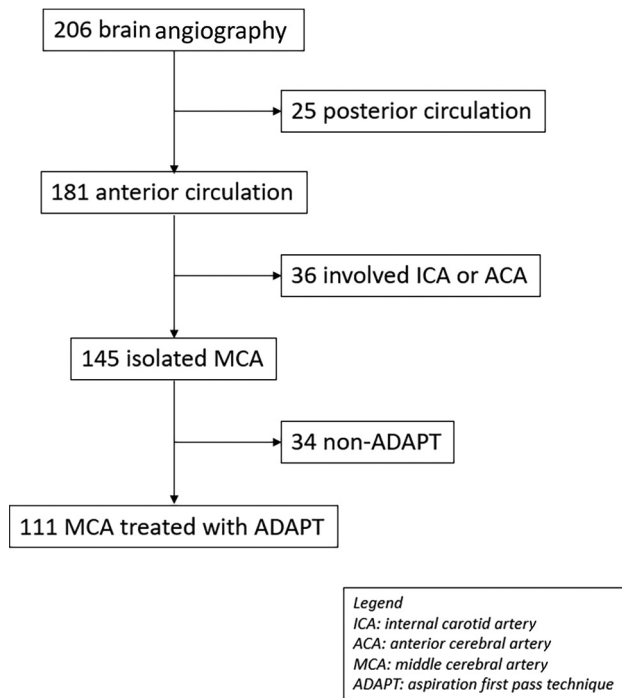 206 brain angiography
25 posterior circulation
181 anterior circulation
36 involved ICA or ACA
145 isolated MCA
34 non-ADAPT
111 MCA treated with ADAPT
Legend
ICA: internal carotid artery
ACA: anterior cerebral artery
MCA: middle cerebral artery
ADAPT: aspiration first pass technique